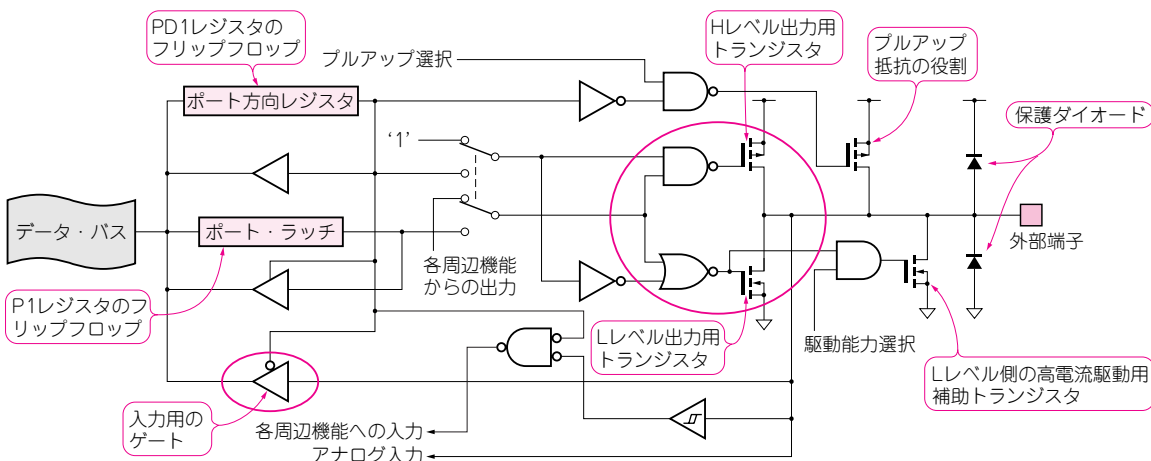 PD1レジスタの
フリップフロップ
プルアップ選択
Hレベル出力用
トランジスタ
プルアップ
抵抗の役割
保護ダイオード
ポート方向レジスタ
'1'
データ・バス
ポート・ラッチ
外部端子
各周辺機能
からの出力
P1レジスタのフ
リップフロップ
Lレベル出力用
トランジスタ
駆動能力選択
Lレベル側の高電流駆動用
補助トランジスタ
入力用の
ゲート
各周辺機能への入力
アナログ入力